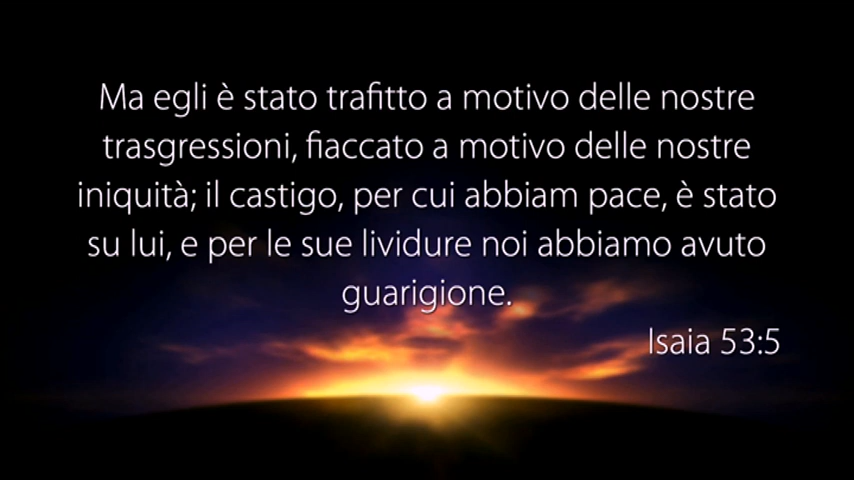 Ma egli è stato trafitto a motivo delle nostre
trasgressioni, fiaccato a motivo delle nostre
iniquità; il castigo, per cui abbiam pace, è stato
su lui, e per le sue lividure noi abbiamo avuto
guarigione.
Isaia 53:5